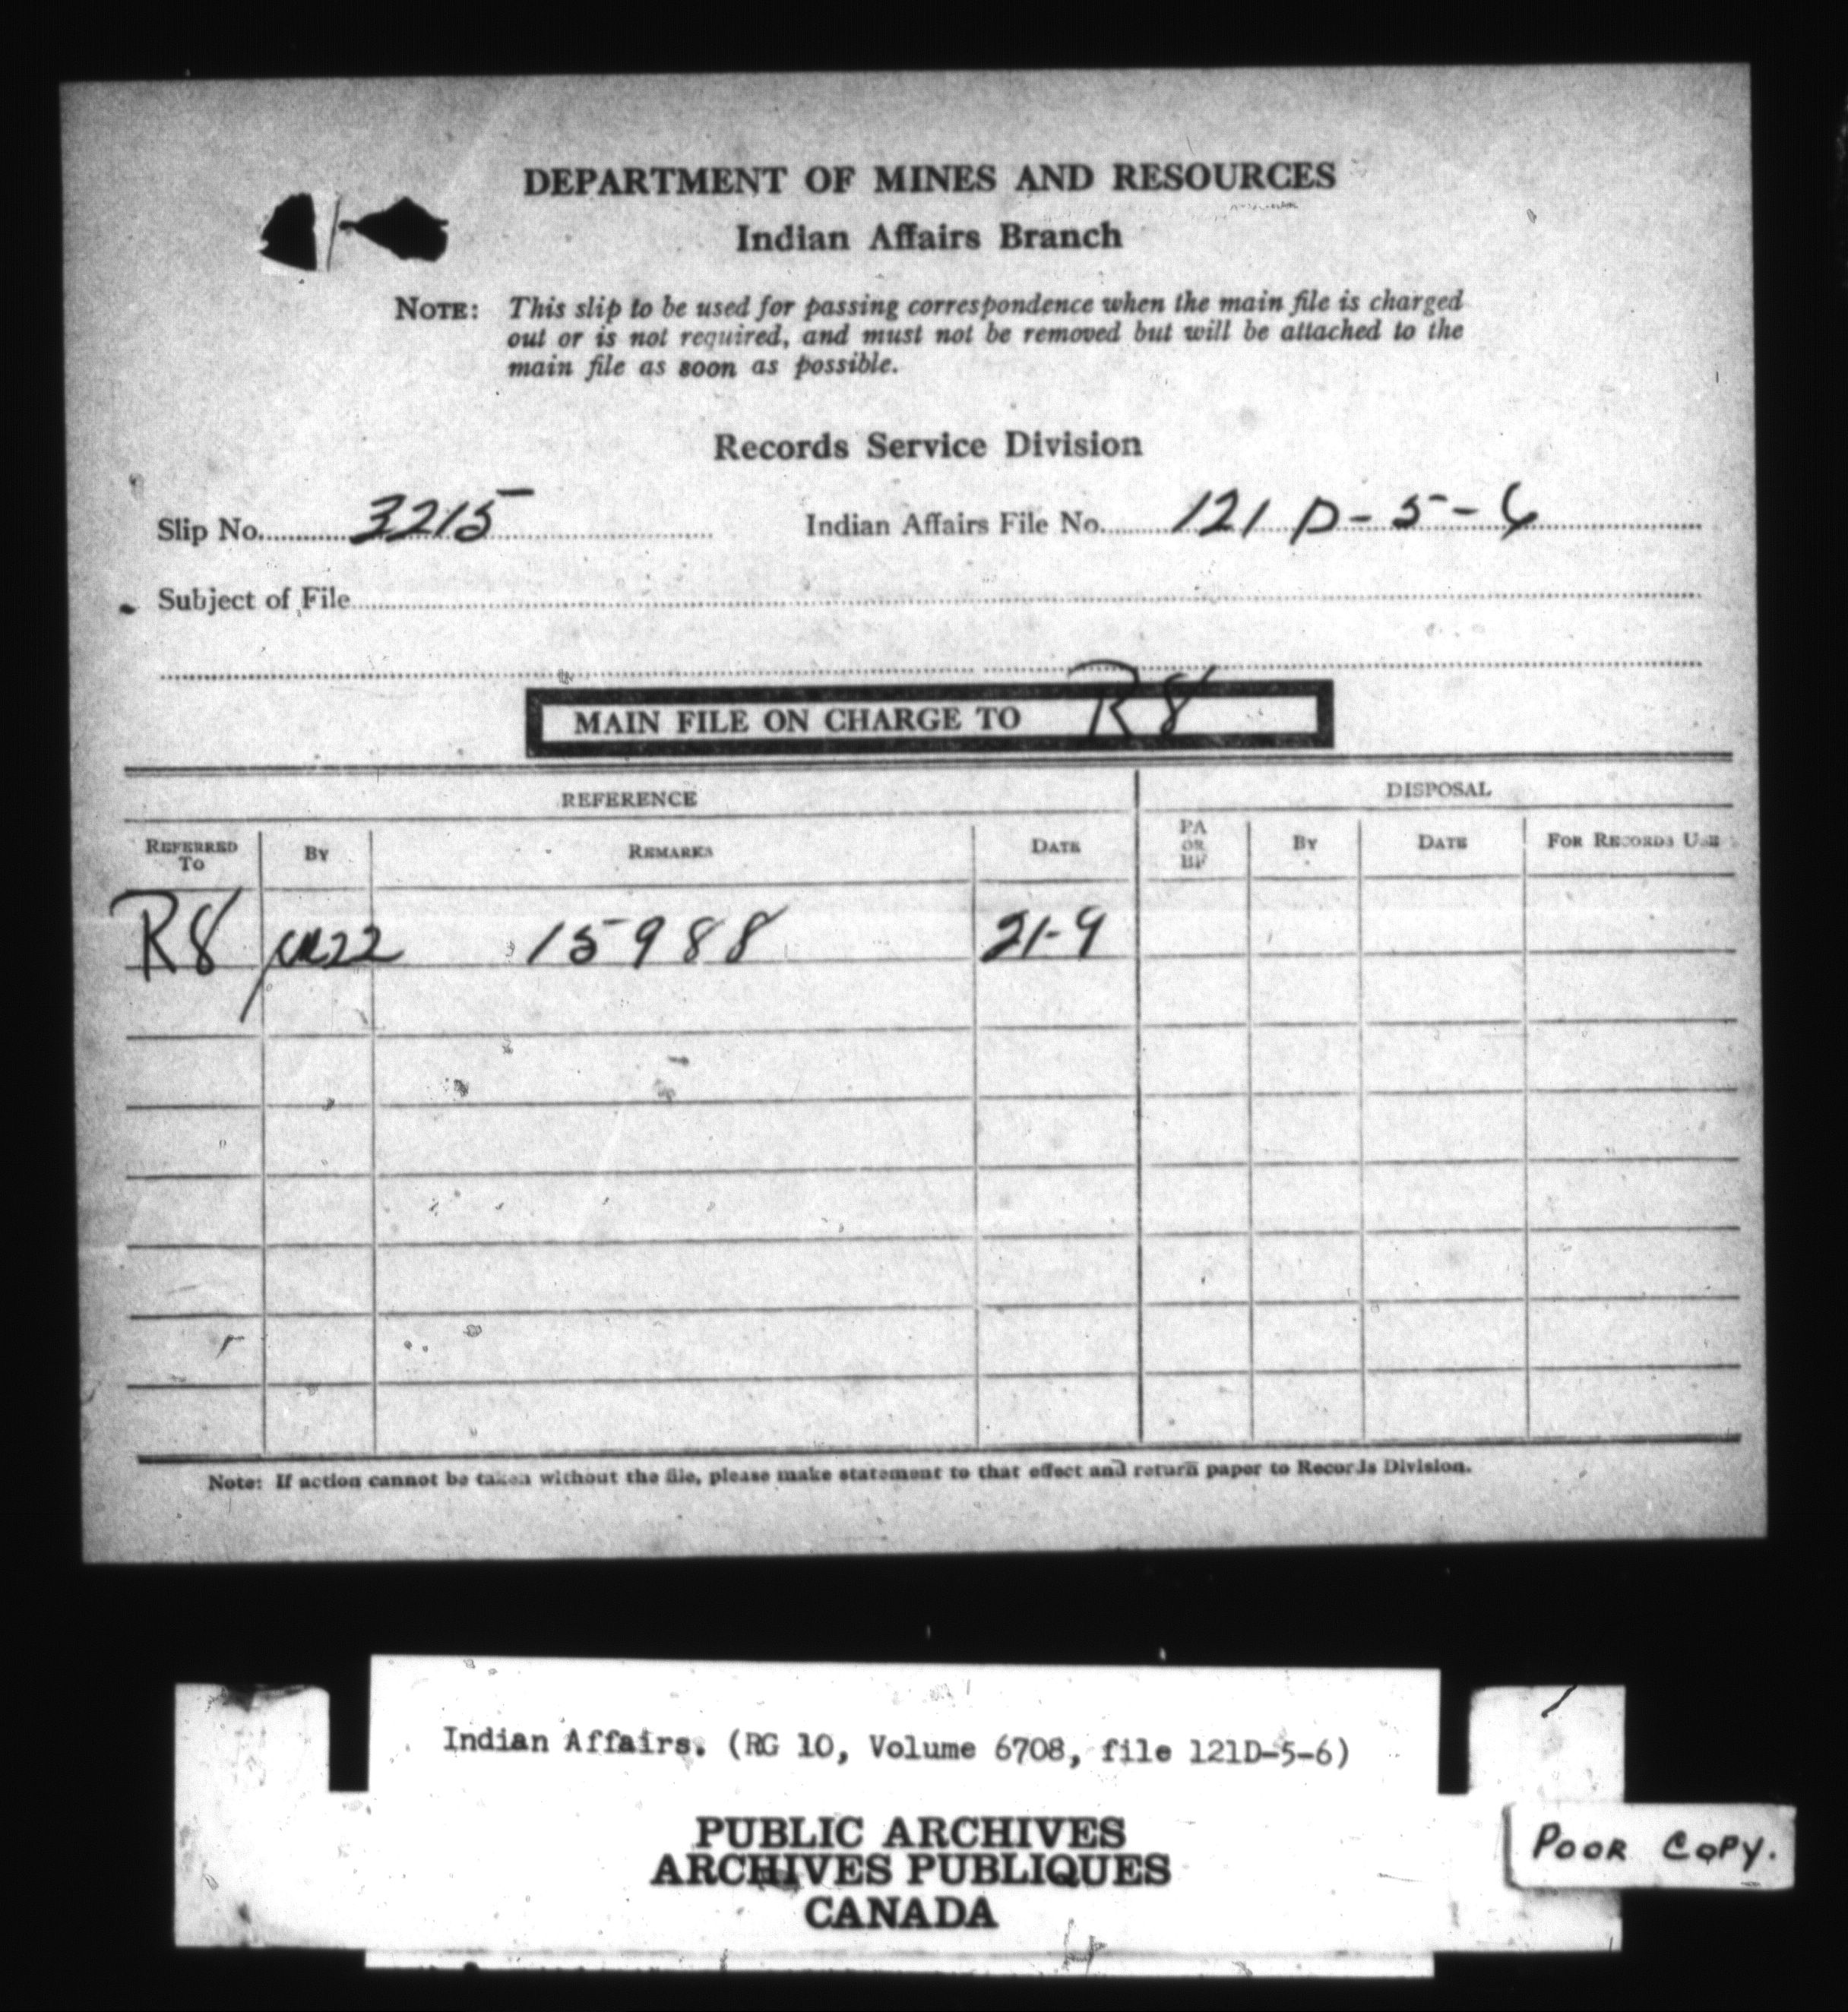 DEPARTMENT OF MINES AND RESOURCES
Indian Affairs Branch
NOTE: This slip to be used for passing correspondence when the main file is charged
out or is not required, and must not be removed but will be attached to the
main file as soon as possible.
Records Service Division
Slip No. 3215 Indian Affairs File No. 121 D-5-6
Subject of File
MAIN FILE ON CHARGE TO R8
REFERENCE DISPOSAL
REFERRED TO BY REMARKS DATE PA OR BF BY DATE FOR RECORDS USE
R8 15988 21-9
Note: If action cannot be taken without the file, please make statement to that effect and return paper to Records Division.
Indian Affairs. (RG 10, Volume 6708, file 121D-5-6)
PUBLIC ARCHIVES
ARCHIVES PUBLIQUES
CANADA
POOR COPY.